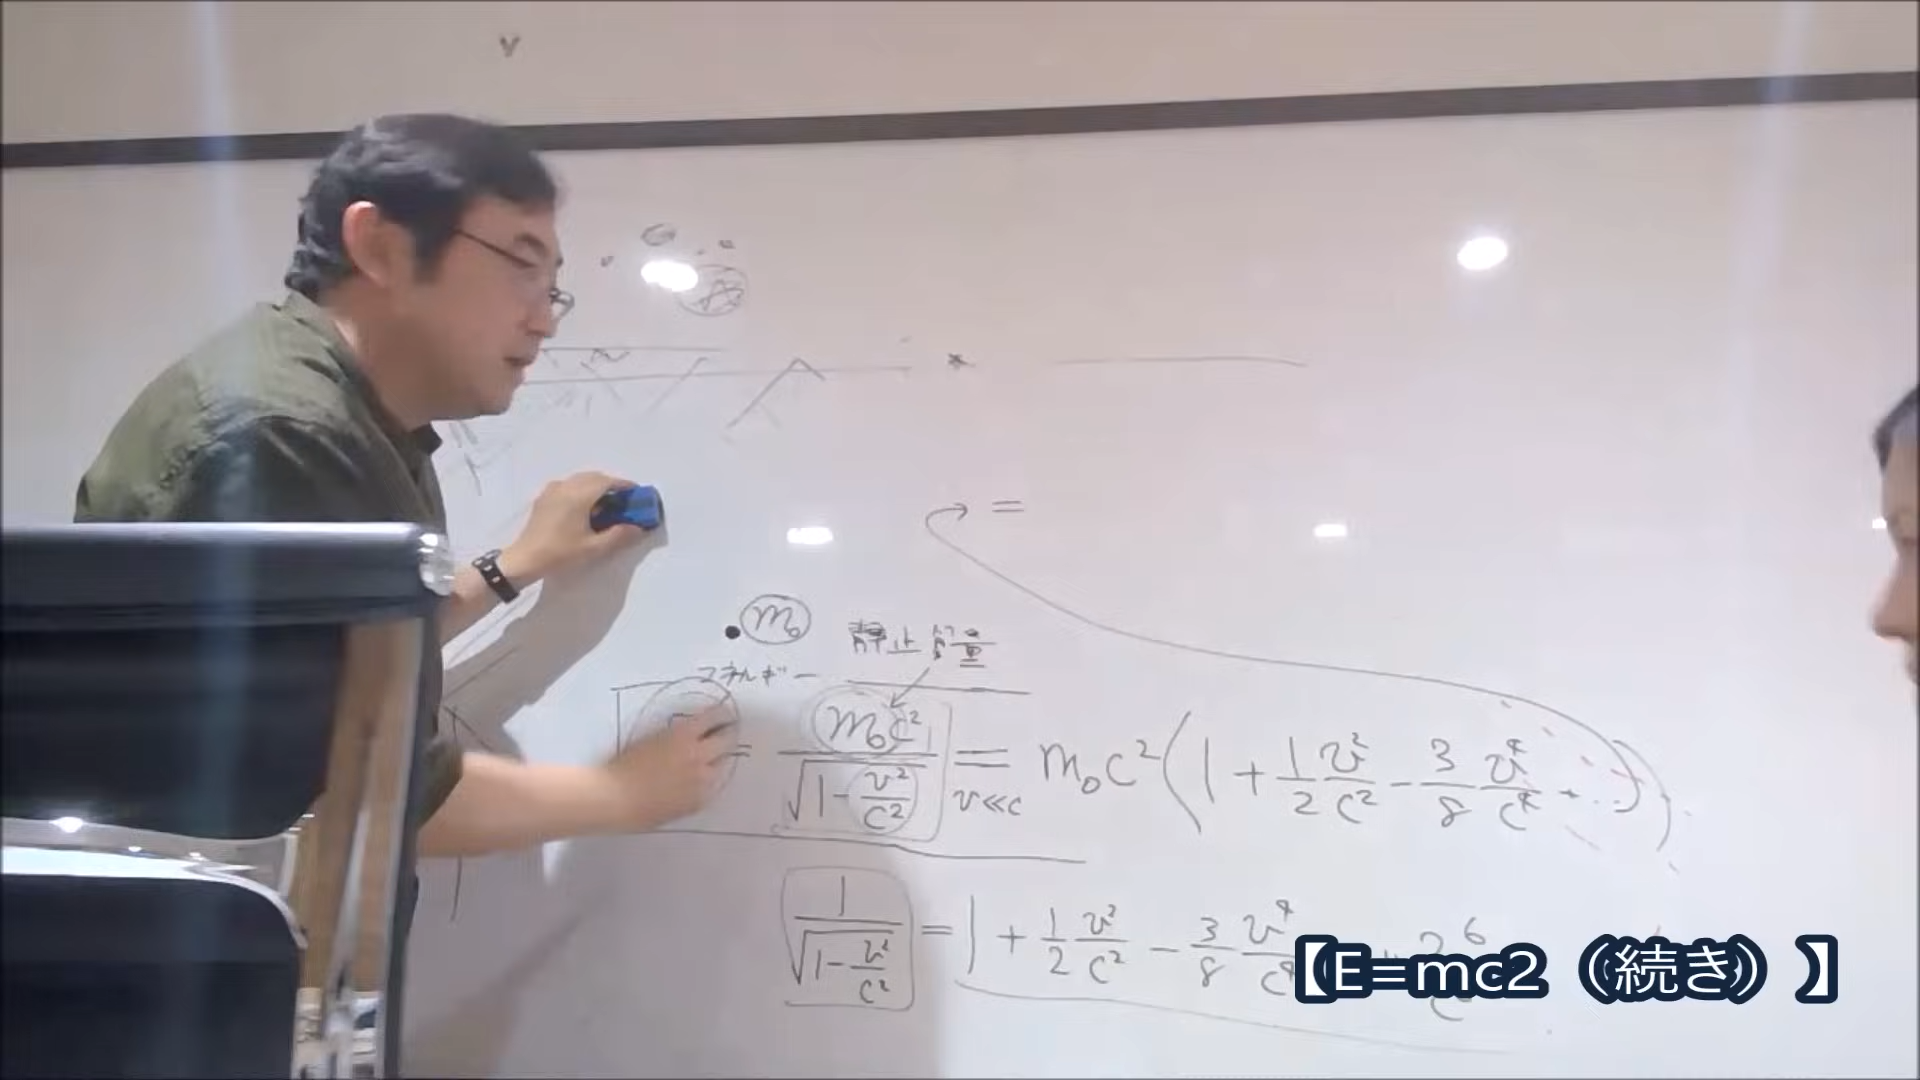 v
=
m₀
静止質量
エネルギー
= m₀c² / √(1 - v²/c²) = m₀c² (1 + 1/2 v²/c² - 3/8 v⁴/c⁴ + ...)
v≪c
1 / √(1 - v²/c²) = 1 + 1/2 v²/c² - 3/8 v⁴
【E=mc2（続き）】